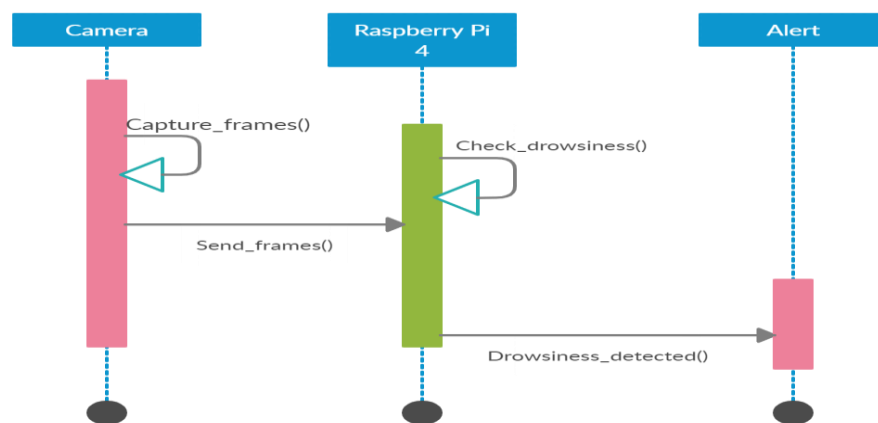 Camera
Raspberry Pi
4
Alert
Capture_frames()
Check_drowsiness()
Send_frames()
Drowsiness_detected()